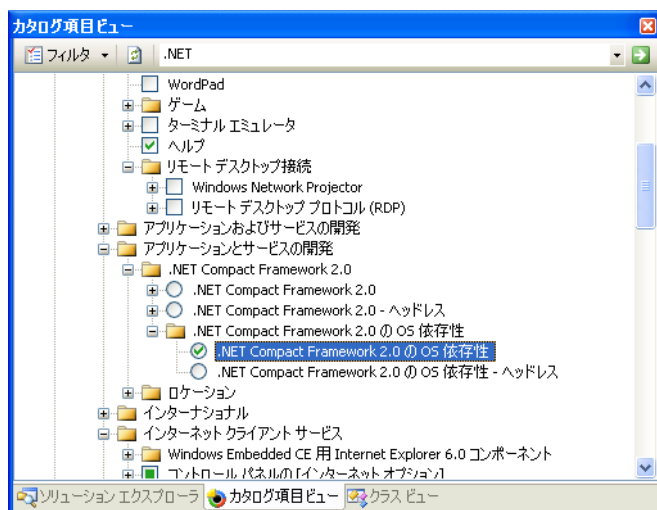 カタログ項目ビュー
フィルタ
.NET
WordPad
ゲーム
ターミナル エミュレータ
ヘルプ
リモート デスクトップ接続
Windows Network Projector
リモート デスクトップ プロトコル (RDP)
アプリケーションおよびサービスの開発
アプリケーションとサービスの開発
.NET Compact Framework 2.0
.NET Compact Framework 2.0
.NET Compact Framework 2.0 - ヘッドレス
.NET Compact Framework 2.0 の OS 依存性
.NET Compact Framework 2.0 の OS 依存性
.NET Compact Framework 2.0 の OS 依存性 - ヘッドレス
ロケーション
インターナショナル
インターネット クライアント サービス
Windows Embedded CE 用 Internet Explorer 6.0 コンポーネント
コントロール パネルの [インターネット オプション]
ソリューション エクスプローラ カタログ項目ビュー クラス ビュー